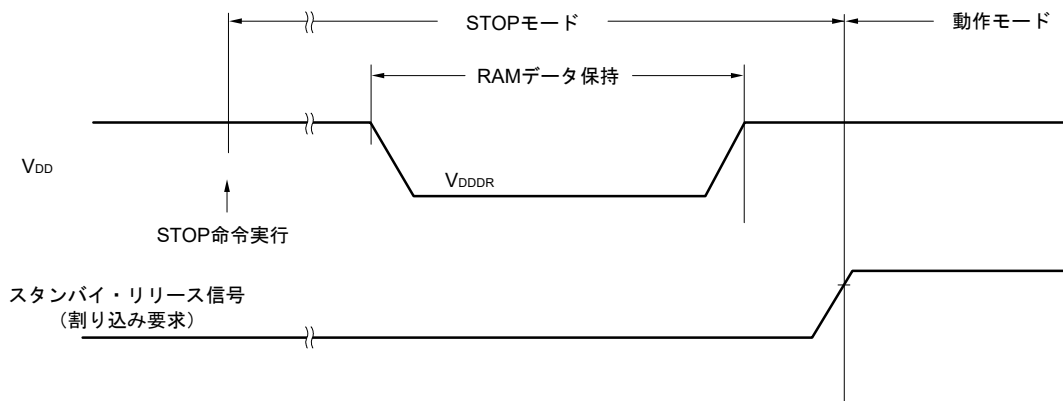 STOPモード
動作モード
RAMデータ保持
VDD
VDDDR
STOP命令実行
スタンバイ・リリース信号
（割り込み要求）